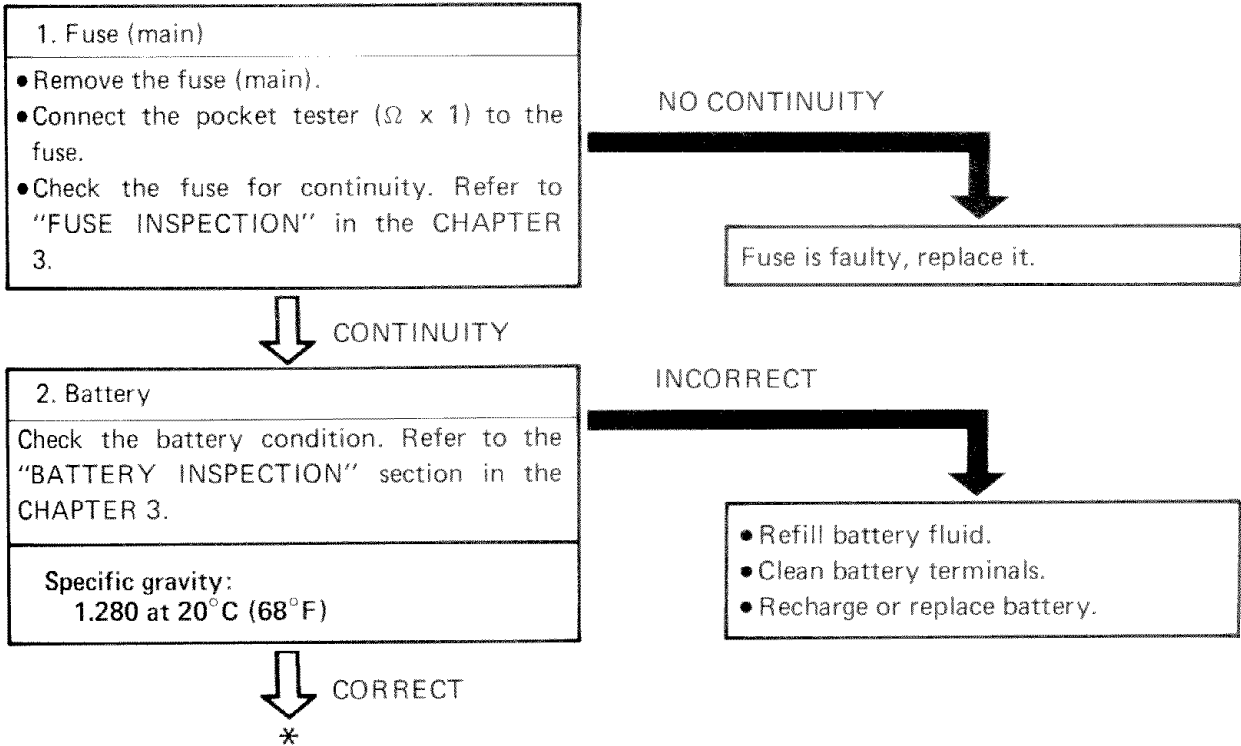 1. Fuse (main)
● Remove the fuse (main).
● Connect the pocket tester (Ω x 1) to the
fuse.
● Check the fuse for continuity. Refer to
"FUSE INSPECTION" in the CHAPTER
3.
NO CONTINUITY
Fuse is faulty, replace it.
CONTINUITY
2. Battery
Check the battery condition. Refer to the
"BATTERY INSPECTION" section in the
CHAPTER 3.
Specific gravity:
1.280 at 20°C (68°F)
INCORRECT
● Refill battery fluid.
● Clean battery terminals.
● Recharge or replace battery.
CORRECT
*